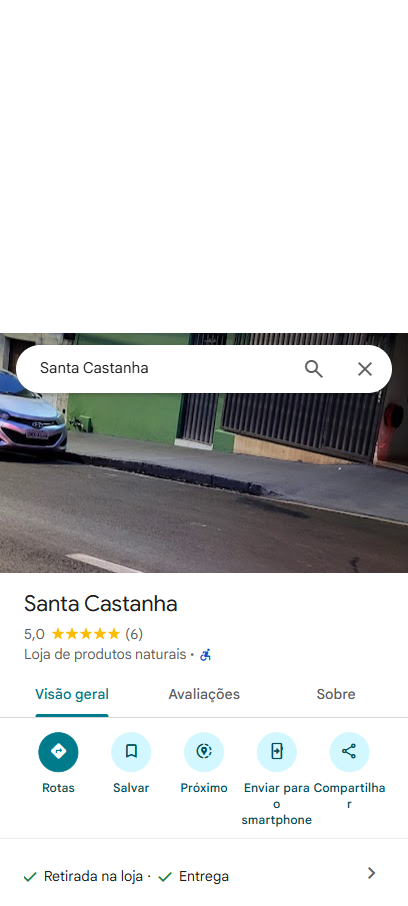 Santa Castanha
Santa Castanha
5,0 (6)
Loja de produtos naturais ·
Visão geral Avaliações Sobre
Rotas Salvar Próximo Enviar para o smartphone Compartilhar
Retirada na loja · Entrega